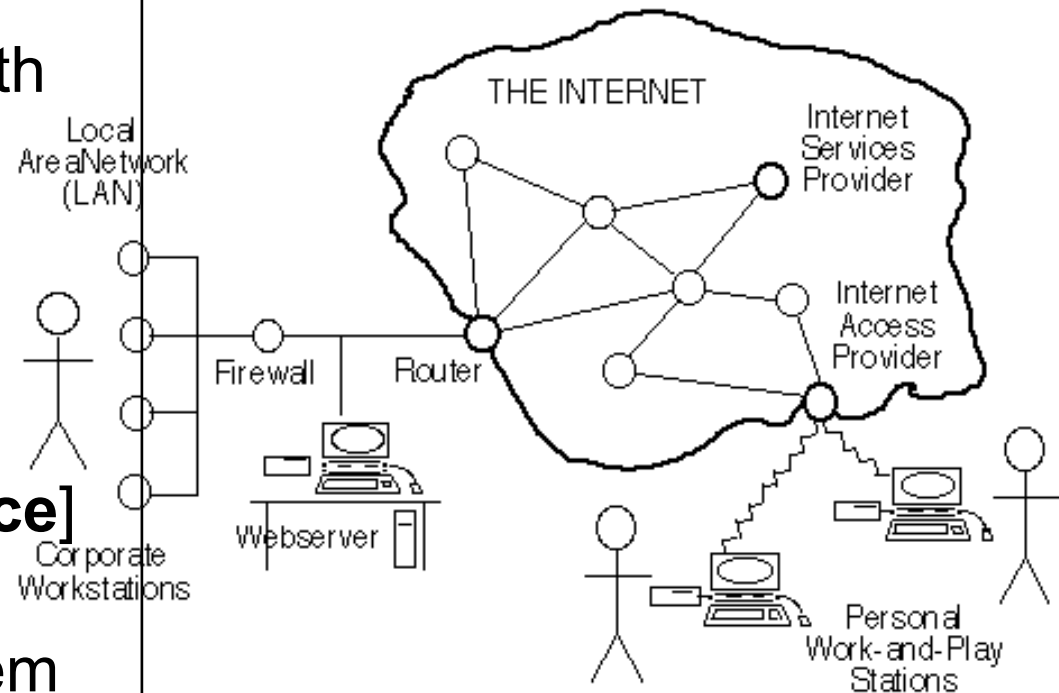 th
Local
AreaNetwork
(LAN)
ce]
Corporate
Workstations
em
Firewall
Webserver
Router
THE INTERNET
Internet
Services
Provider
Internet
Access
Provider
Personal
Work-and-Play
Stations